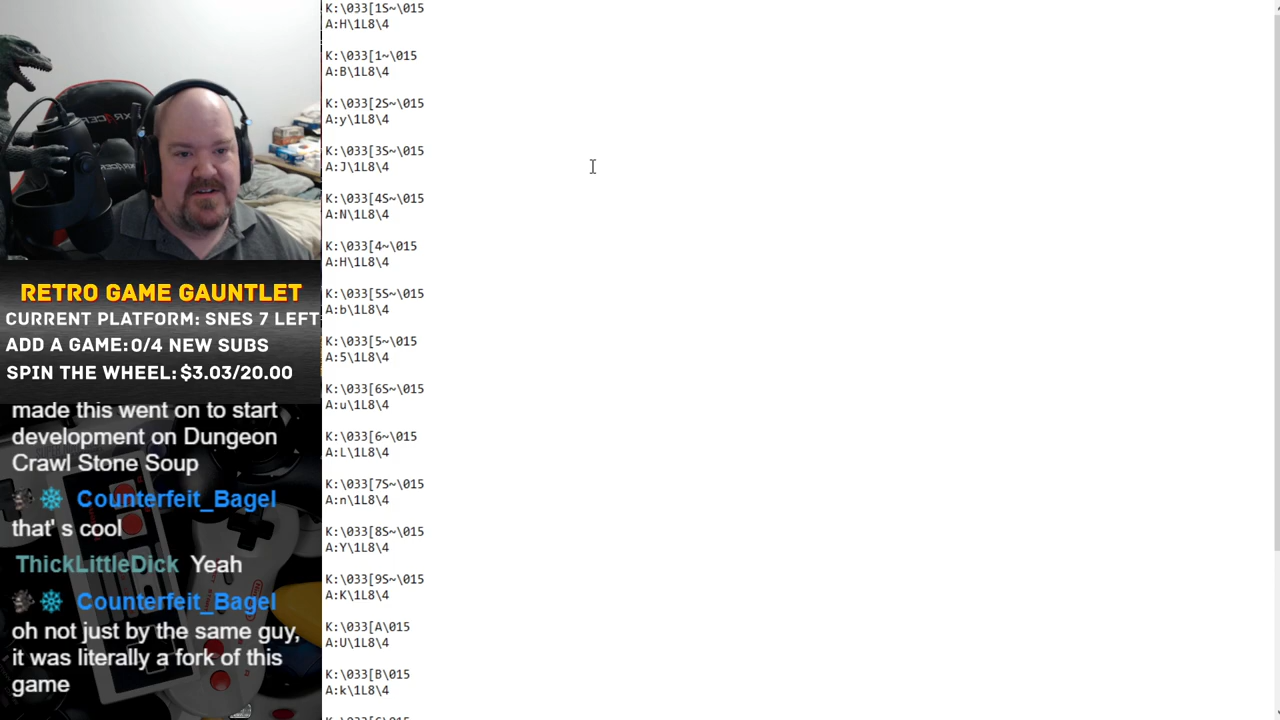 RETRO GAME GAUNTLET
CURRENT PLATFORM: SNES 7 LEFT
ADD A GAME: 0/4 NEW SUBS
SPIN THE WHEEL: $3.03/20.00
made this went on to start
development on Dungeon
Crawl Stone Soup
Counterfeit_Bagel
that' s cool
ThickLittleDick Yeah
Counterfeit_Bagel
oh not just by the same guy,
it was literally a fork of this
game
K:\033[1S~\015
A:H\1L8\4
K:\033[1~\015
A:B\1L8\4
K:\033[2S~\015
A:y\1L8\4
K:\033[3S~\015
A:J\1L8\4
K:\033[4S~\015
A:N\1L8\4
K:\033[4~\015
A:H\1L8\4
K:\033[5S~\015
A:b\1L8\4
K:\033[5~\015
A:5\1L8\4
K:\033[6S~\015
A:u\1L8\4
K:\033[6~\015
A:L\1L8\4
K:\033[7S~\015
A:n\1L8\4
K:\033[8S~\015
A:Y\1L8\4
K:\033[9S~\015
A:K\1L8\4
K:\033[A\015
A:U\1L8\4
K:\033[B\015
A:k\1L8\4